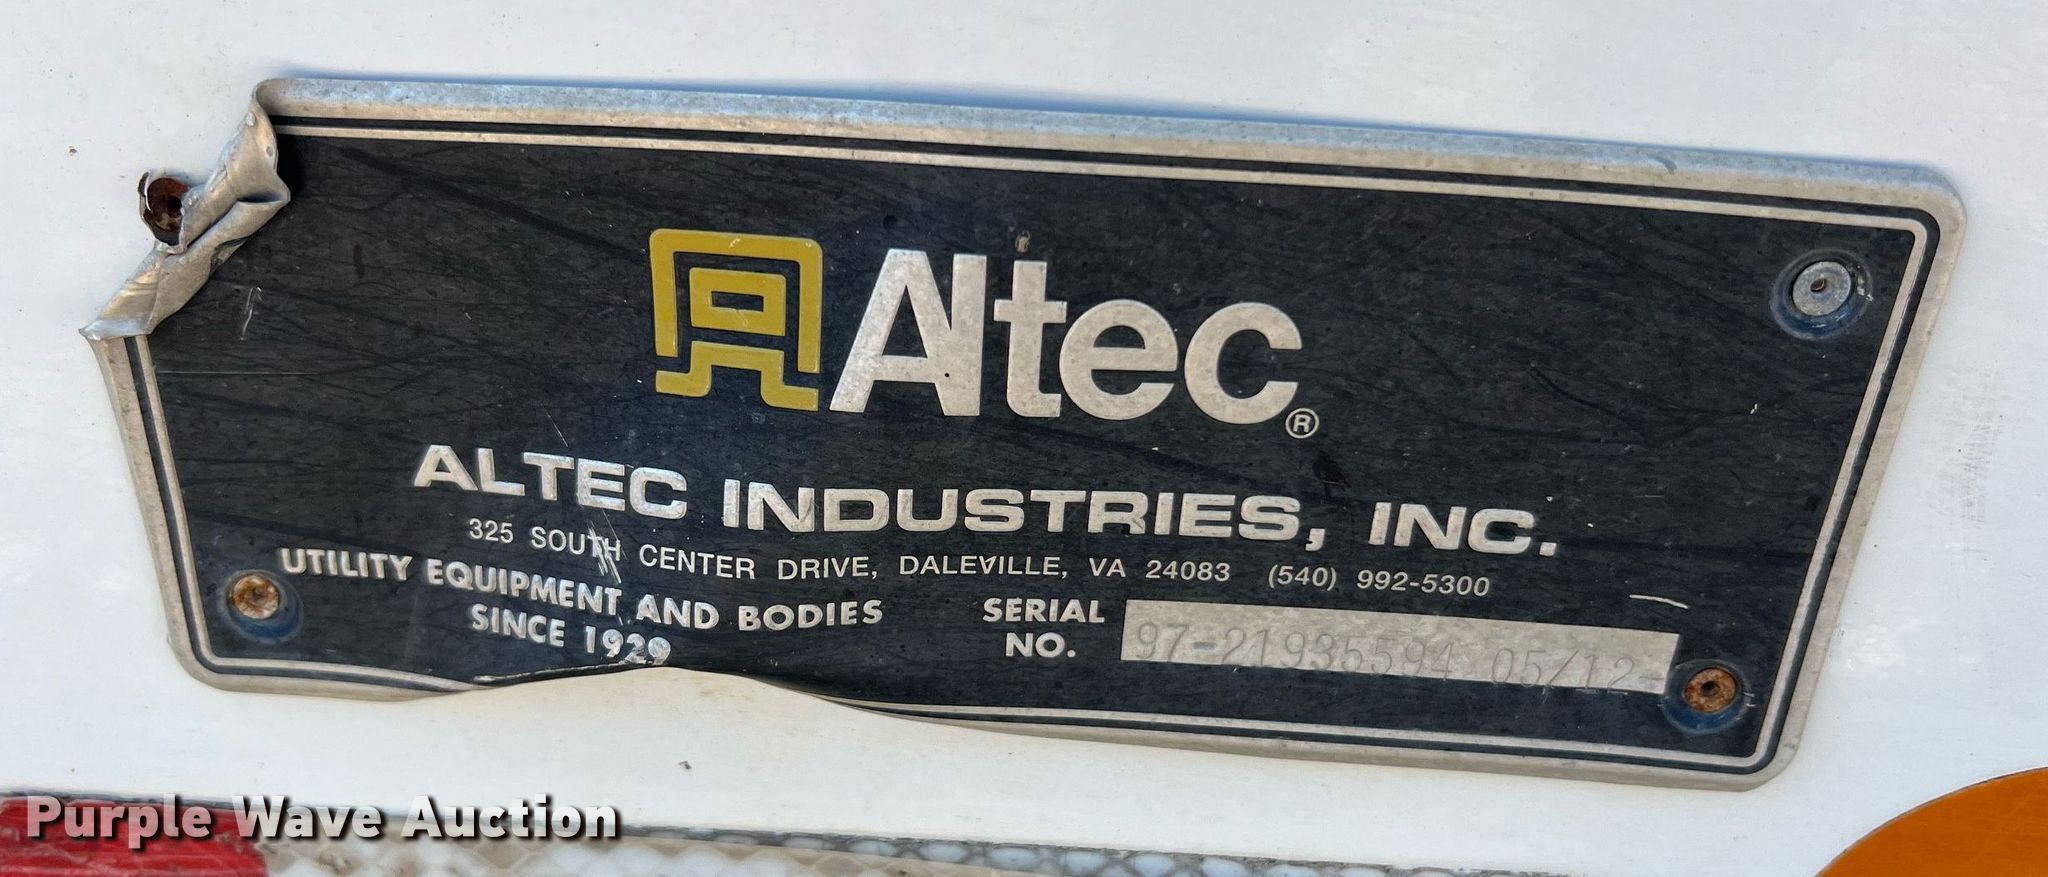 Altec®
ALTEC INDUSTRIES, INC.
325 SOUTH CENTER DRIVE, DALEVILLE, VA 24083 (540) 992-5300
UTILITY EQUIPMENT AND BODIES
SINCE 1929
SERIAL
NO. 97-21935594 05/12-
Purple Wave Auction